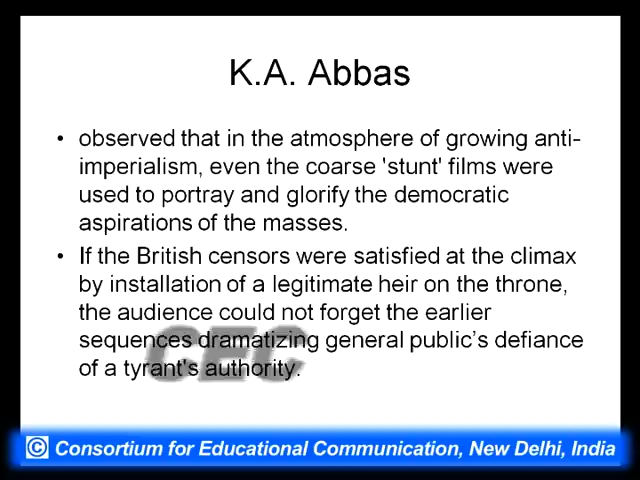 K.A. Abbas
• observed that in the atmosphere of growing anti-
imperialism, even the coarse 'stunt' films were
used to portray and glorify the democratic
aspirations of the masses.
• If the British censors were satisfied at the climax
by installation of a legitimate heir on the throne,
the audience could not forget the earlier
sequences dramatizing general public’s defiance
of a tyrant's authority.
CEC
© Consortium for Educational Communication, New Delhi, India